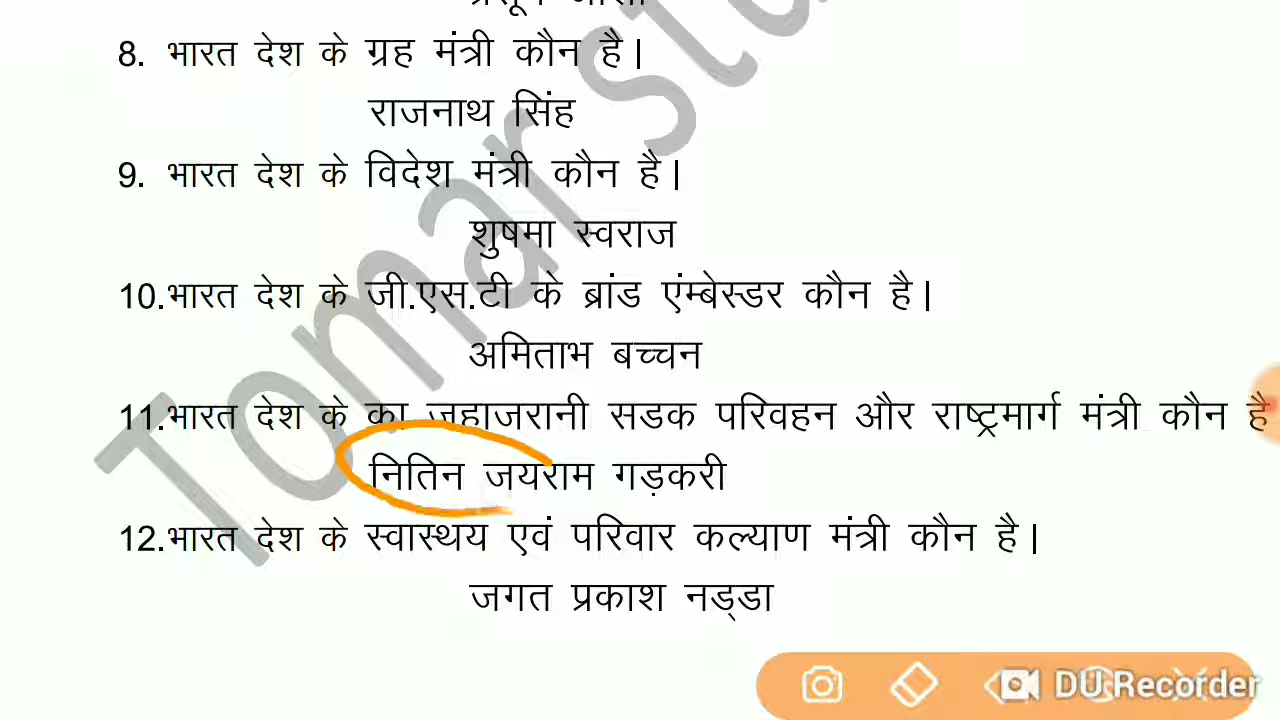 8. भारत देश के ग्रह मंत्री कौन है|
राजनाथ सिंह
9. भारत देश के विदेश मंत्री कौन है|
शुषमा स्वराज
10.भारत देश के जी.एस.टी के ब्रांड एंम्बेस्डर कौन है|
अमिताभ बच्चन
11.भारत देश के का जहाजरानी सडक परिवहन और राष्ट्रमार्ग मंत्री कौन है
नितिन जयराम गड़करी
12.भारत देश के स्वास्थय एवं परिवार कल्याण मंत्री कौन है|
जगत प्रकाश नड्डा
Tomar
DU Recorder